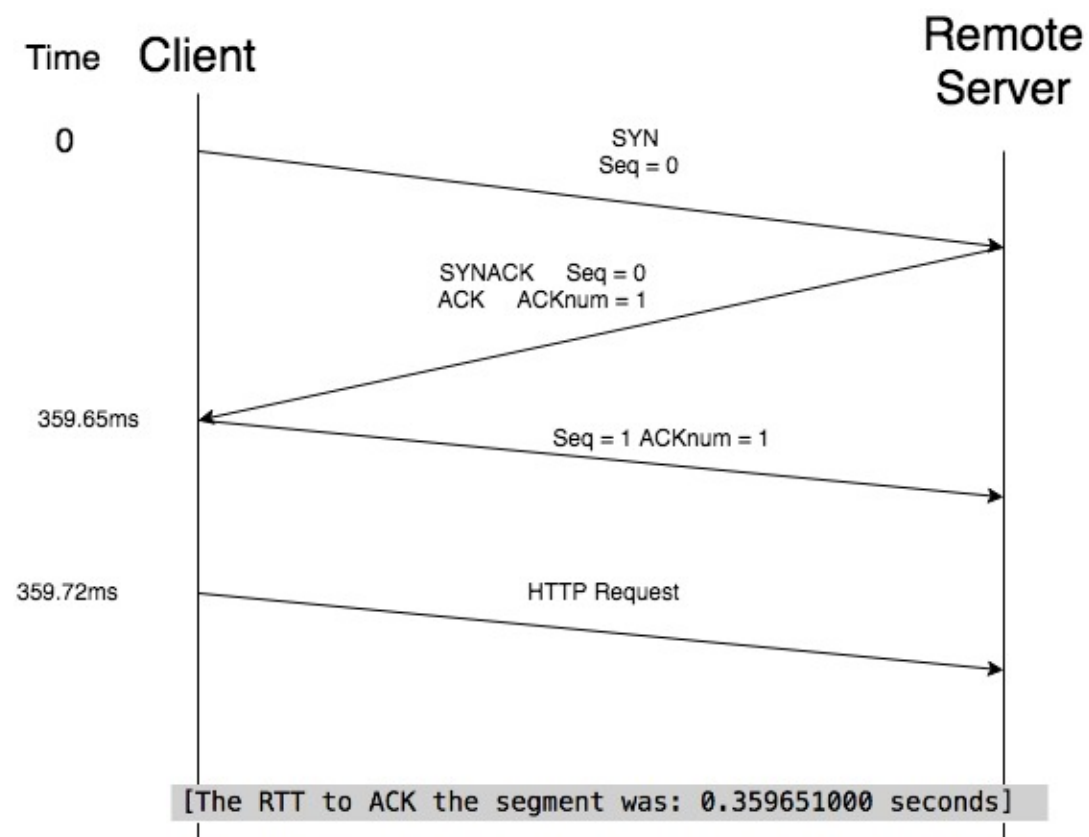 Time
Client
Remote
Server
0
SYN
Seq = 0
SYNACK Seq = 0
ACK ACKnum = 1
359.65ms
Seq = 1 ACKnum = 1
359.72ms
HTTP Request
[The RTT to ACK the segment was: 0.359651000 seconds]